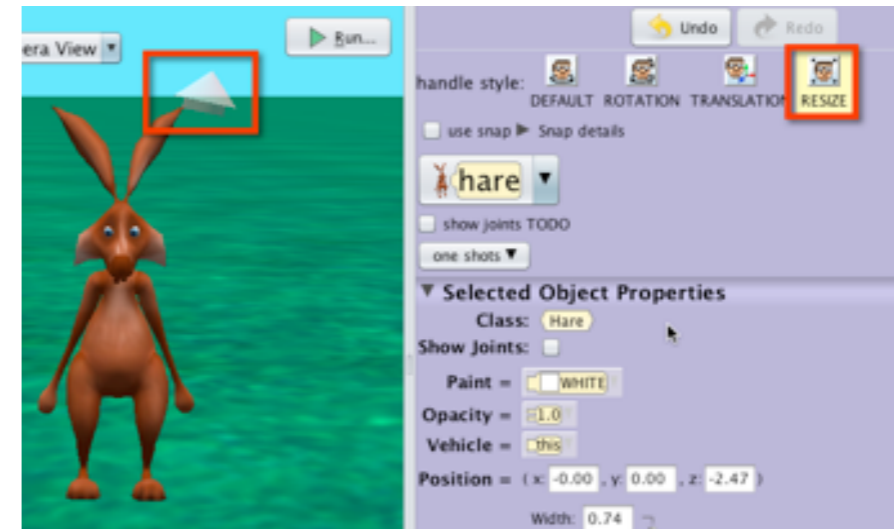 era View
Run...
Undo
Redo
handle style:
DEFAULT ROTATION TRANSLATION RESIZE
use snap Snap details
hare
show joints TODO
one shots
Selected Object Properties
Class: Hare
Show Joints:
Paint = WHITE
Opacity = 1.0
Vehicle = this
Position = ( x: -0.00 , y: 0.00 , z: -2.47 )
Width: 0.74